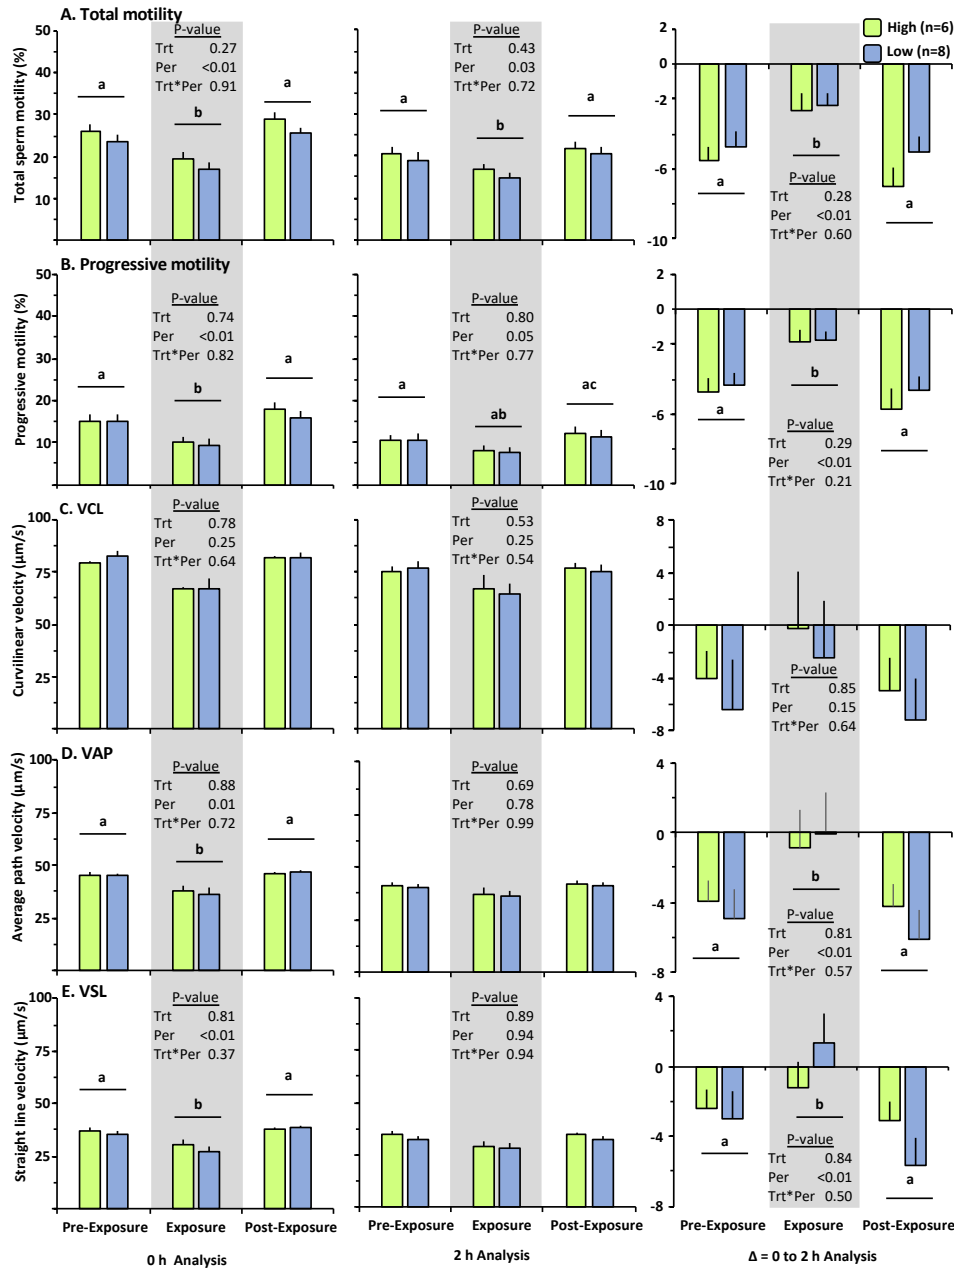 A. Total motility
High (n=6)
Low (n=8)
Total sperm motility (%)
50
40
30
20
10
P-value
Trt 0.27
Per <0.01
Trt*Per 0.91
a
b
a
P-value
Trt 0.43
Per 0.03
Trt*Per 0.72
a
b
a
2
0
-2
-6
-10
a
b
a
P-value
Trt 0.28
Per <0.01
Trt*Per 0.60
B. Progressive motility
Progressive motility (%)
50
40
30
20
10
P-value
Trt 0.74
Per <0.01
Trt*Per 0.82
a
b
a
P-value
Trt 0.80
Per 0.05
Trt*Per 0.77
a
ab
ac
2
0
-2
-6
-10
a
b
a
P-value
Trt 0.29
Per <0.01
Trt*Per 0.21
C. VCL
Curvilinear velocity (µm/s)
100
75
50
25
P-value
Trt 0.78
Per 0.25
Trt*Per 0.64
P-value
Trt 0.53
Per 0.25
Trt*Per 0.54
8
4
0
-4
-8
P-value
Trt 0.85
Per 0.15
Trt*Per 0.64
D. VAP
Average path velocity (µm/s)
100
75
50
25
P-value
Trt 0.88
Per 0.01
Trt*Per 0.72
a
b
a
P-value
Trt 0.69
Per 0.78
Trt*Per 0.99
4
0
-4
-8
a
b
a
P-value
Trt 0.81
Per <0.01
Trt*Per 0.57
E. VSL
Straight line velocity (µm/s)
100
75
50
25
P-value
Trt 0.81
Per <0.01
Trt*Per 0.37
a
b
a
P-value
Trt 0.89
Per 0.94
Trt*Per 0.94
4
0
-4
-8
a
b
a
P-value
Trt 0.84
Per <0.01
Trt*Per 0.50
Pre-Exposure Exposure Post-Exposure
0 h Analysis
Pre-Exposure Exposure Post-Exposure
2 h Analysis
Pre-Exposure Exposure Post-Exposure
Δ = 0 to 2 h Analysis